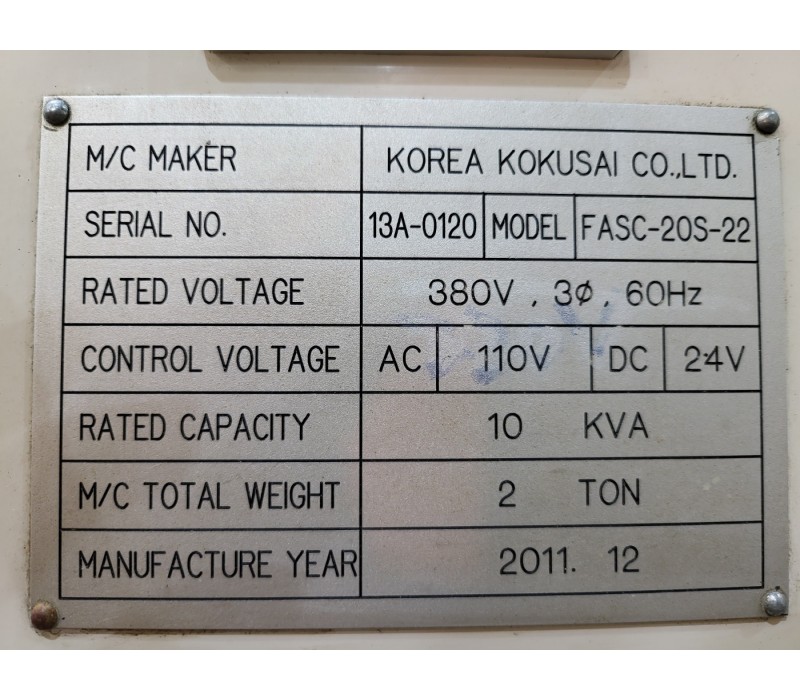 M/C MAKER KOREA KOKUSAI CO.,LTD.
SERIAL NO. 13A-0120 MODEL FASC-20S-22
RATED VOLTAGE 380V , 3φ , 60Hz
CONTROL VOLTAGE AC 110V DC 24V
RATED CAPACITY 10 KVA
M/C TOTAL WEIGHT 2 TON
MANUFACTURE YEAR 2011. 12